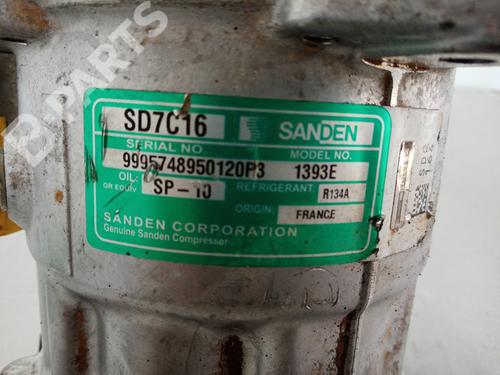 B-PARTS
SD7C16 SANDEN
SERIAL NO. MODEL NO.
9995748950120P3 1393E
OIL: SP-10 REFRIGERANT: R134A
OR EQUIV
ORIGIN: FRANCE
SANDEN CORPORATION
Genuine Sanden Compressor